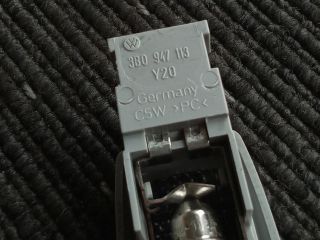 3B0 947 113
Y20
Germany
CSW >PC<